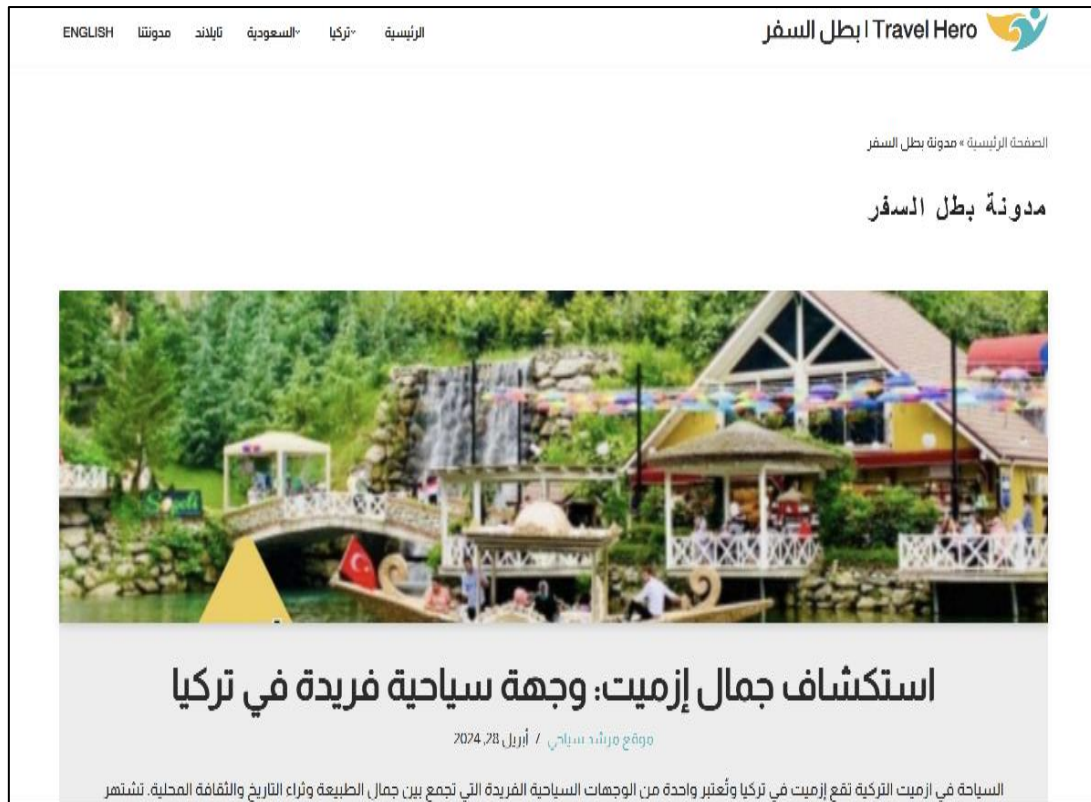 Travel Hero | بطل السفر
الرئيسية تركيا السعودية تايلاند مدونتنا ENGLISH
الصفحة الرئيسية » مدونة بطل السفر
مدونة بطل السفر
استكشاف جمال إزميت: وجهة سياحية فريدة في تركيا
موقع مرشد سياحي / أبريل 28, 2024
السياحة في ازميت التركية تقع إزميت في تركيا وتُعتبر واحدة من الوجهات السياحية الفريدة التي تجمع بين جمال الطبيعة وثراء التاريخ والثقافة المحلية. تشتهر